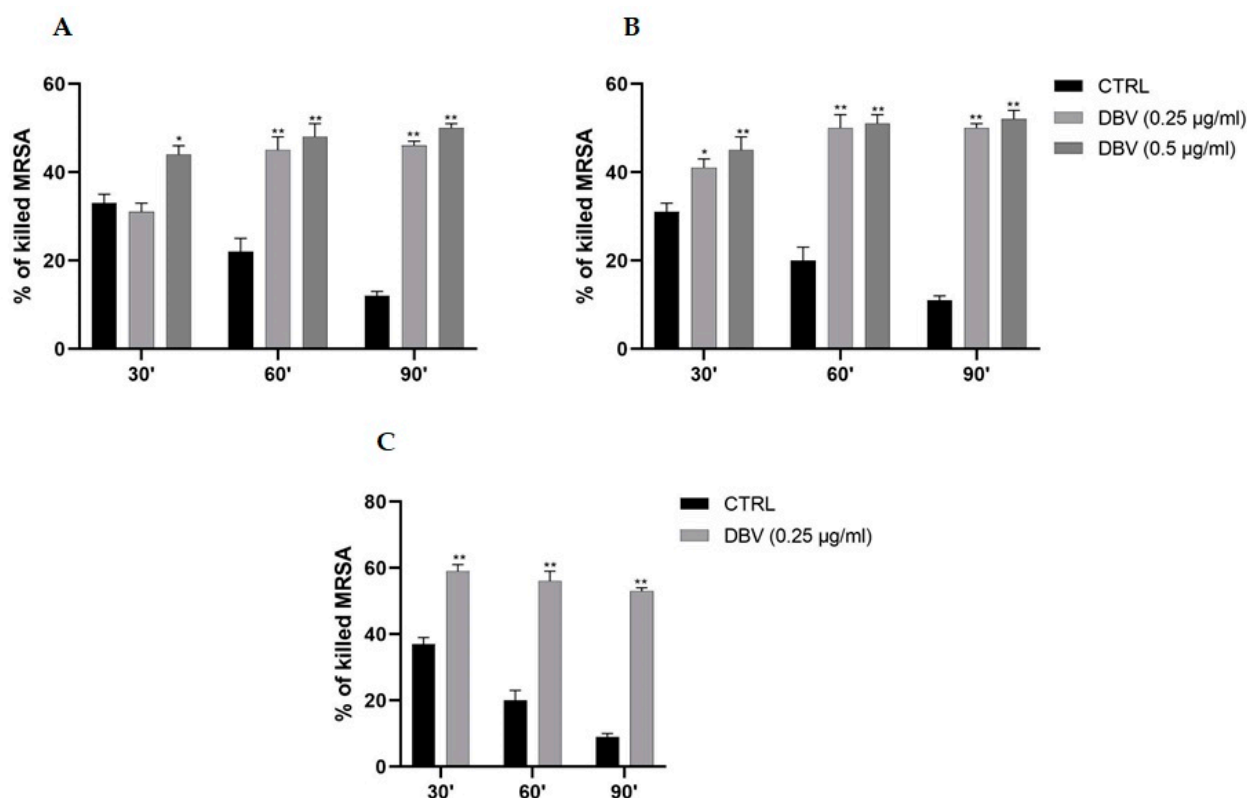 A
% of killed MRSA
60
40
20
0
* ** ** ** **
30' 60' 90'
B
% of killed MRSA
60
40
20
0
* ** ** ** ** **
30' 60' 90'
CTRL
DBV (0.25 µg/ml)
DBV (0.5 µg/ml)
C
% of killed MRSA
80
60
40
20
0
** ** **
30' 60' 90'
CTRL
DBV (0.25 µg/ml)